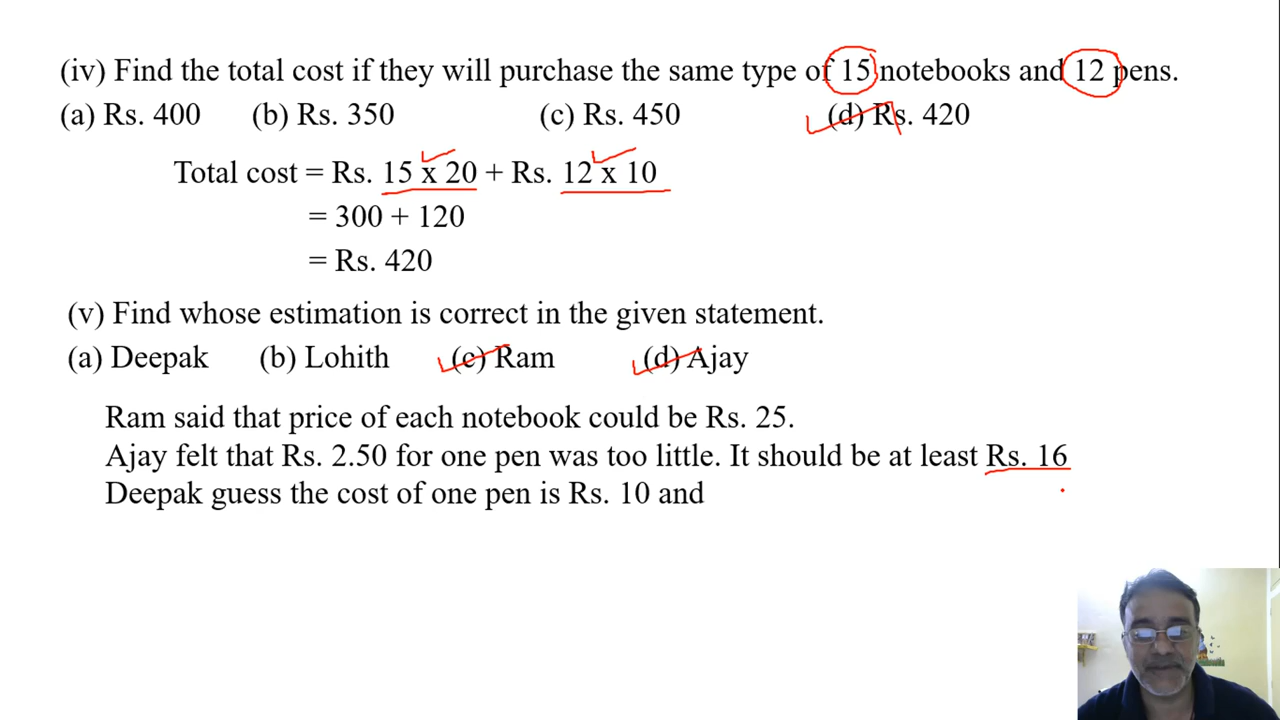 (iv) Find the total cost if they will purchase the same type of 15 notebooks and 12 pens.
(a) Rs. 400 (b) Rs. 350 (c) Rs. 450 (d) Rs. 420
Total cost = Rs. 15 x 20 + Rs. 12 x 10
= 300 + 120
= Rs. 420
(v) Find whose estimation is correct in the given statement.
(a) Deepak (b) Lohith (c) Ram (d) Ajay
Ram said that price of each notebook could be Rs. 25.
Ajay felt that Rs. 2.50 for one pen was too little. It should be at least Rs. 16
Deepak guess the cost of one pen is Rs. 10 and